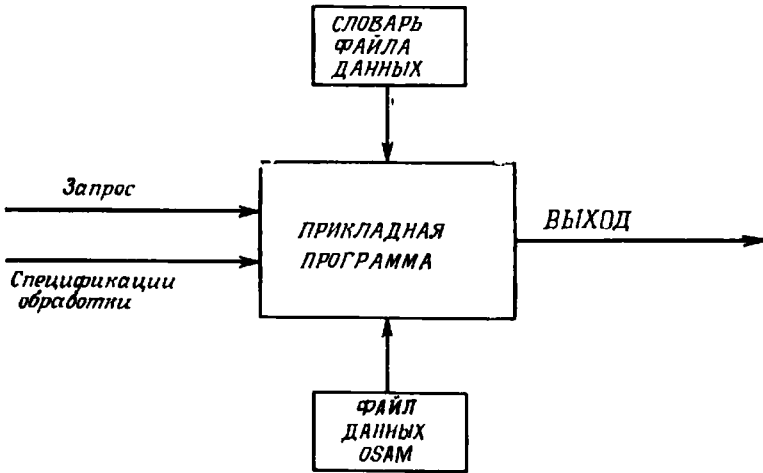 СЛОВАРЬ
ФАЙЛА
ДАННЫХ
Запрос
Спецификации
обработки
ПРИКЛАДНАЯ
ПРОГРАММА
ВЫХОД
ФАЙЛ
ДАННЫХ
OSAM